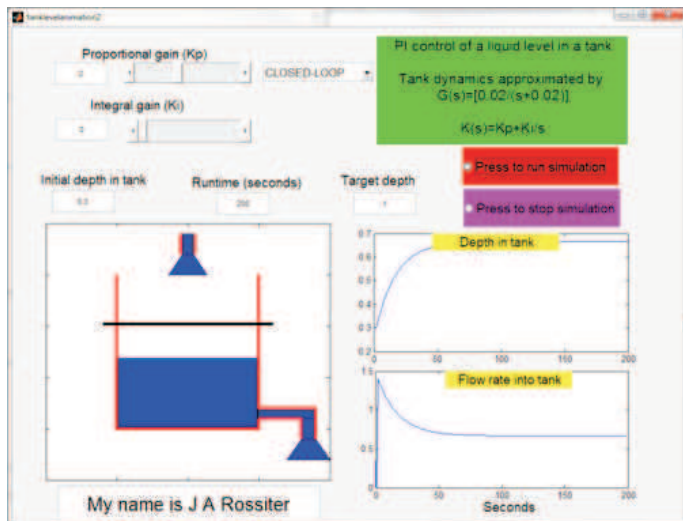 tanklevelanimation2
Proportional gain (Kp)
CLOSED-LOOP
Integral gain (Ki)
PI control of a liquid level in a tank
Tank dynamics approximated by
G(s)=[0.02/(s+0.02)]
K(s)=Kp+Ki/s
Press to run simulation
Press to stop simulation
Initial depth in tank
Runtime (seconds)
Target depth
0.3
200
1
Depth in tank
0.7
0.6
0.5
0.4
0.3
0.2
0 50 100 150 200
Flow rate into tank
1.5
1
0.5
0
0 50 100 150 200
Seconds
My name is J A Rossiter